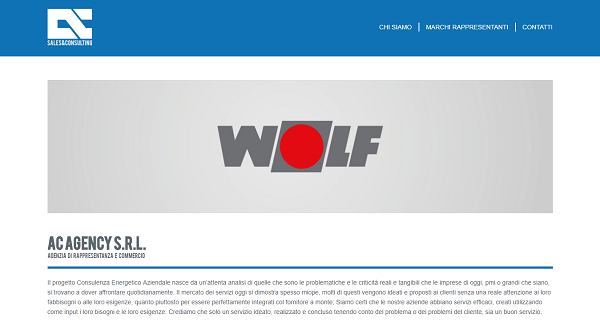 AC
SALES&CONSULTING
CHI SIAMO
MARCHI RAPPRESENTANTI
CONTATTI
WOLF
AC AGENCY S.R.L.
AGENZIA DI RAPPRESENTANZA E COMMERCIO
Il progetto Consulenza Energetico Aziendale nasce da un'attenta analisi di quelle che sono le problematiche e le criticità reali e tangibili che le imprese di oggi, pmi o grandi che siano,
si trovano a dover affrontare quotidianamente. Il mercato dei servizi oggi si dimostra spesso miope, molti di questi vengono ideati e proposti ai clienti senza una reale attenzione ai loro
fabbisogni o alle loro esigenze, quanto piuttosto per essere perfettamente integrati col fornitore a monte; Siamo certi che le nostre aziende abbiano servizi efficaci, creati utilizzando
come input i loro bisogni e le loro esigenze. Crediamo che solo un servizio ideato, realizzato e concluso tenendo conto del problema o dei problemi del cliente, sia un buon servizio.